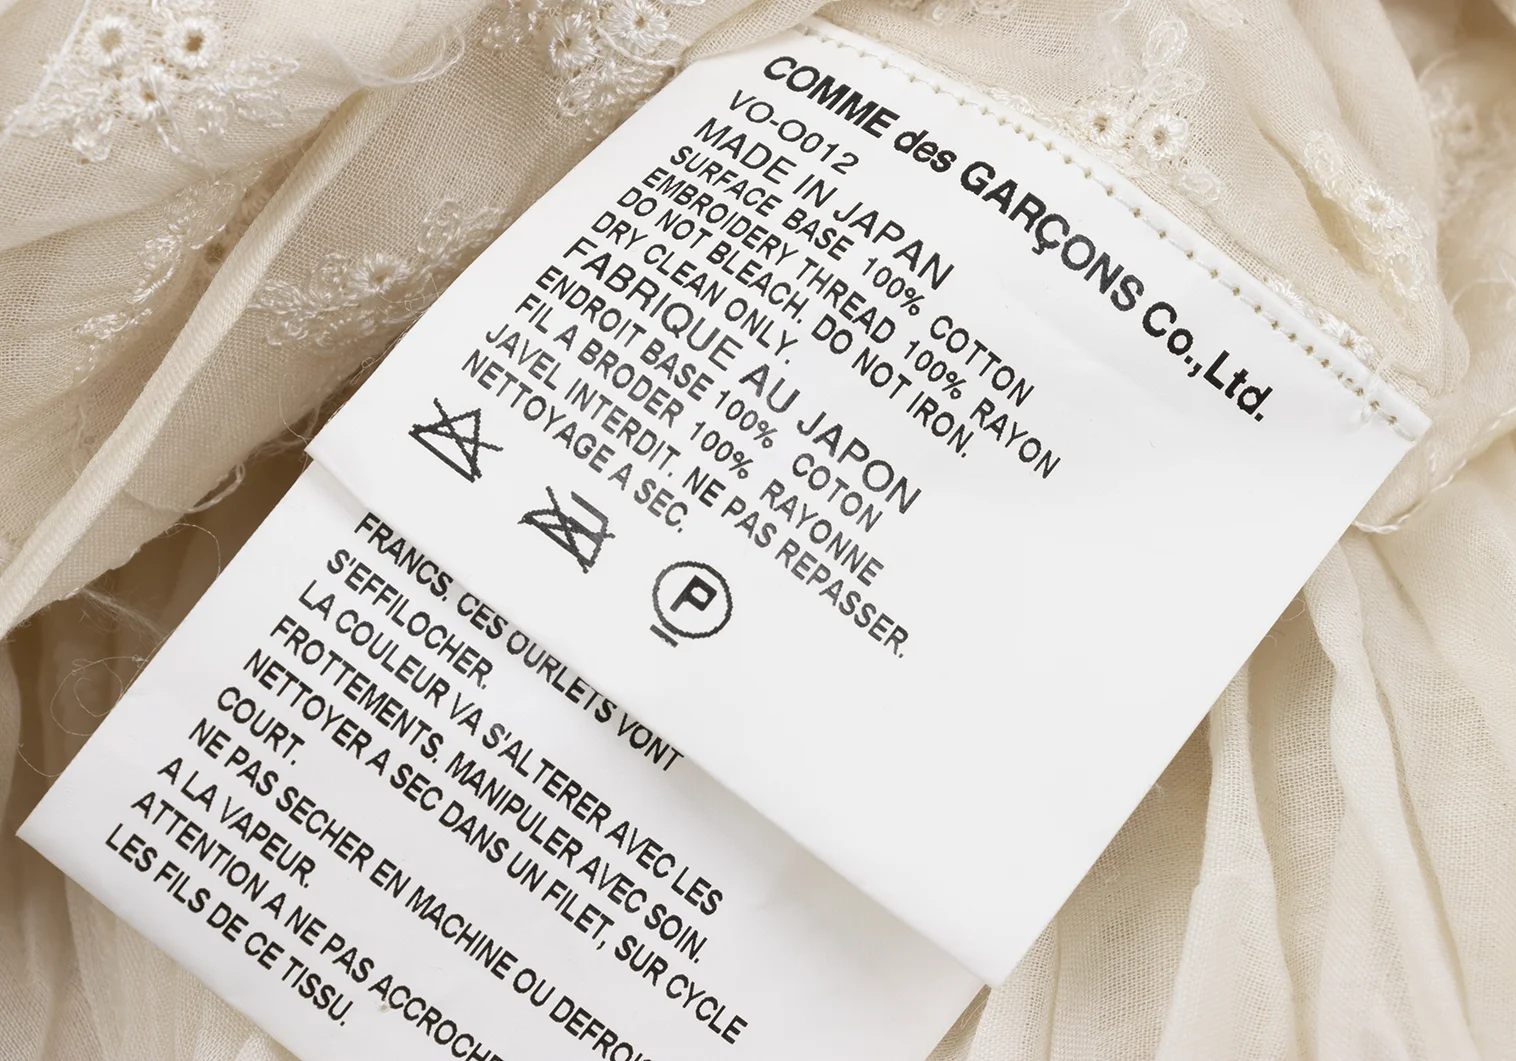 COMME des GARÇONS Co.,Ltd.
VO-O012
MADE IN JAPAN
SURFACE BASE 100% COTTON
EMBROIDERY THREAD 100% RAYON
DO NOT BLEACH. DO NOT IRON.
DRY CLEAN ONLY.
FABRIQUE AU JAPON
ENDROIT BASE 100% COTON
FIL A BRODER 100% RAYONNE
JAVEL INTERDIT. NE PAS REPASSER.
NETTOYAGE A SEC.
P
FRANCS. CES OURLETS VONT
S'EFFILOCHER.
LA COULEUR VA S'ALTERER AVEC LES
FROTTEMENTS. MANIPULER AVEC SOIN.
NETTOYER A SEC DANS UN FILET, SUR CYCLE
COURT.
NE PAS SECHER EN MACHINE OU
A LA VAPEUR.
ATTENTION A NE PAS
LES FILS DE CE TISSU.